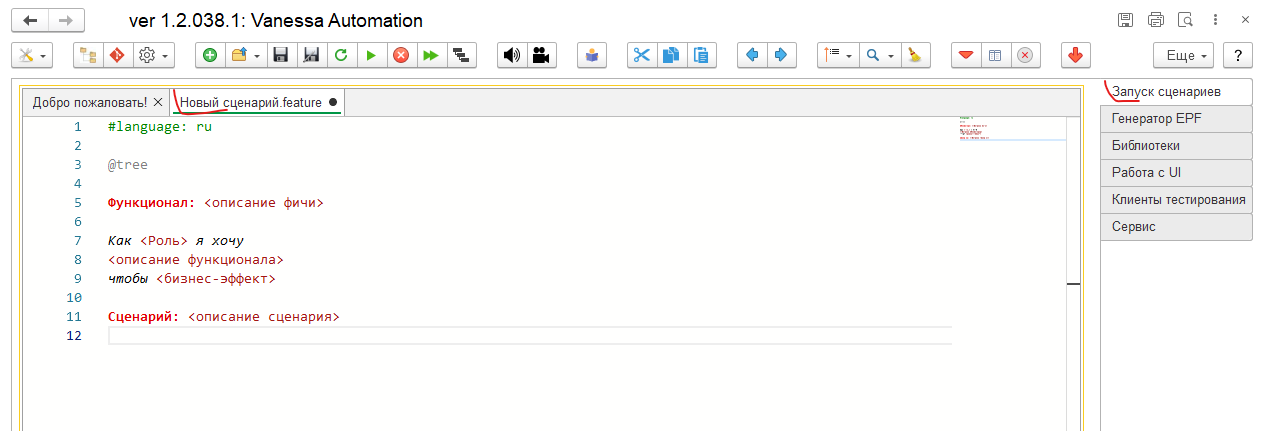 ver 1.2.038.1: Vanessa Automation
Еще
?
Добро пожаловать!
Новый сценарий.feature
1 #language: ru
2
3 @tree
4
5 Функционал: <описание фичи>
6
7 Как <Роль> я хочу
8 <описание функционала>
9 чтобы <бизнес-эффект>
10
11 Сценарий: <описание сценария>
12
Запуск сценариев
Генератор EPF
Библиотеки
Работа с UI
Клиенты тестирования
Сервис